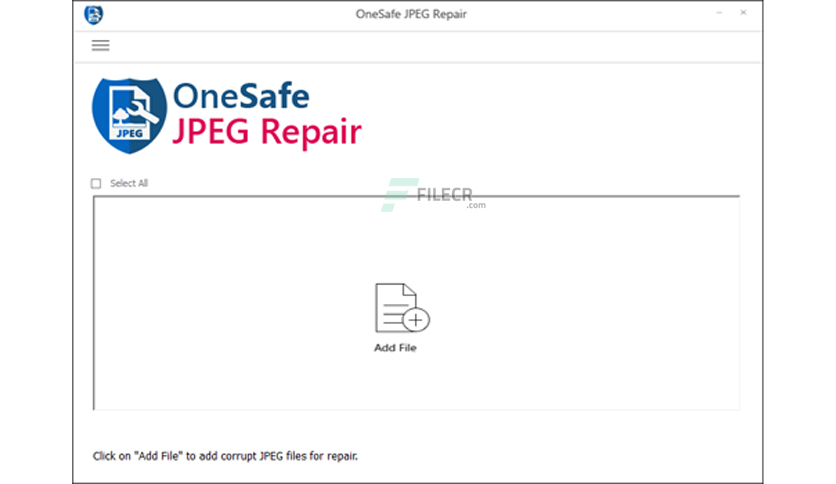 OneSafe JPEG Repair
OneSafe
JPEG Repair
JPEG
Select All
FILECR
.com
Add File
Click on "Add File" to add corrupt JPEG files for repair.